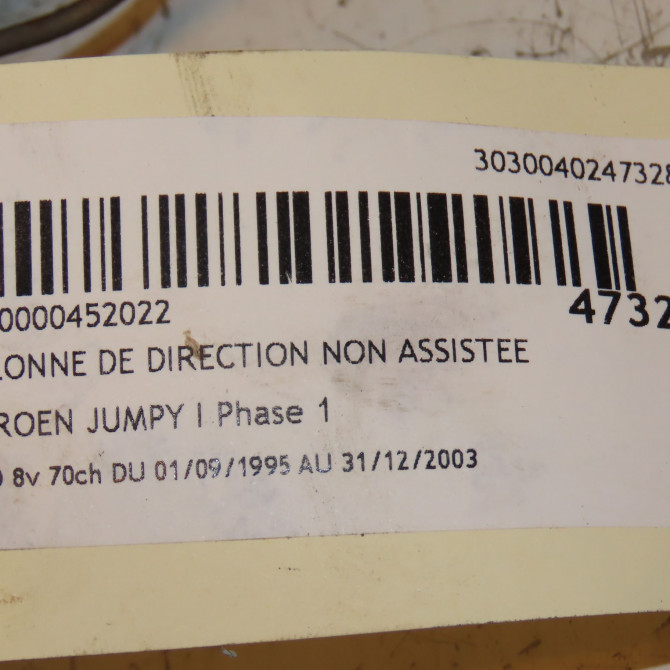 3030040247328
0000452022
4732
LONNE DE DIRECTION NON ASSISTEE
ROEN JUMPY I Phase 1
8v 70ch DU 01/09/1995 AU 31/12/2003